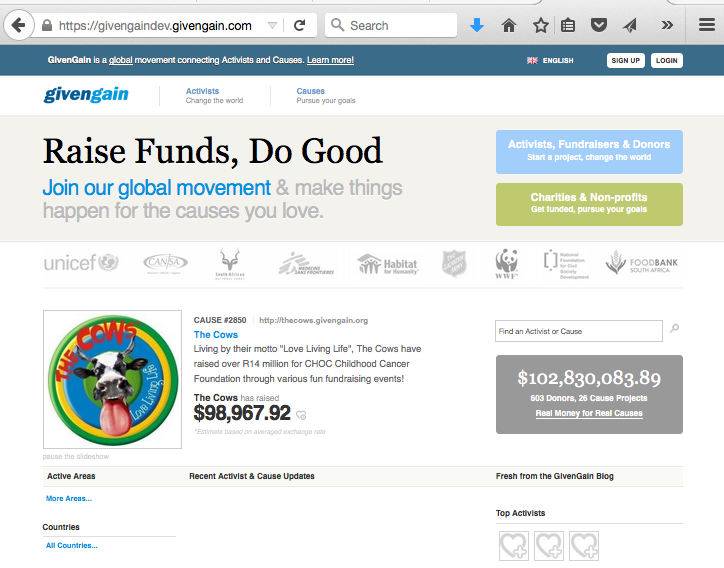 https://givengaindev.givengain.com
Search
GivenGain is a global movement connecting Activists and Causes. Learn more!
ENGLISH
SIGN UP
LOGIN
givengain
Activists
Change the world
Causes
Pursue your goals
Raise Funds, Do Good
Join our global movement & make things
happen for the causes you love.
Activists, Fundraisers & Donors
Start a project, change the world
Charities & Non-profits
Get funded, pursue your goals
unicef
CANSA
MEDECINS
SANS FRONTIERES
Habitat
for Humanity
WWF
National
Foundation
for Civil
Society
Development
FOODBANK
SOUTH AFRICA
THE COWS
Love Living Life
CAUSE #2850
http://thecows.givengain.org
The Cows
Living by their motto "Love Living Life", The Cows have
raised over R14 million for CHOC Childhood Cancer
Foundation through various fun fundraising events!
The Cows has raised
$98,967.92
*Estimate based on averaged exchange rate
pause the slideshow
Find an Activist or Cause
$102,830,083.89
603 Donors, 26 Cause Projects
Real Money for Real Causes
Active Areas
Recent Activist & Cause Updates
Fresh from the GivenGain Blog
More Areas...
Countries
All Countries...
Top Activists